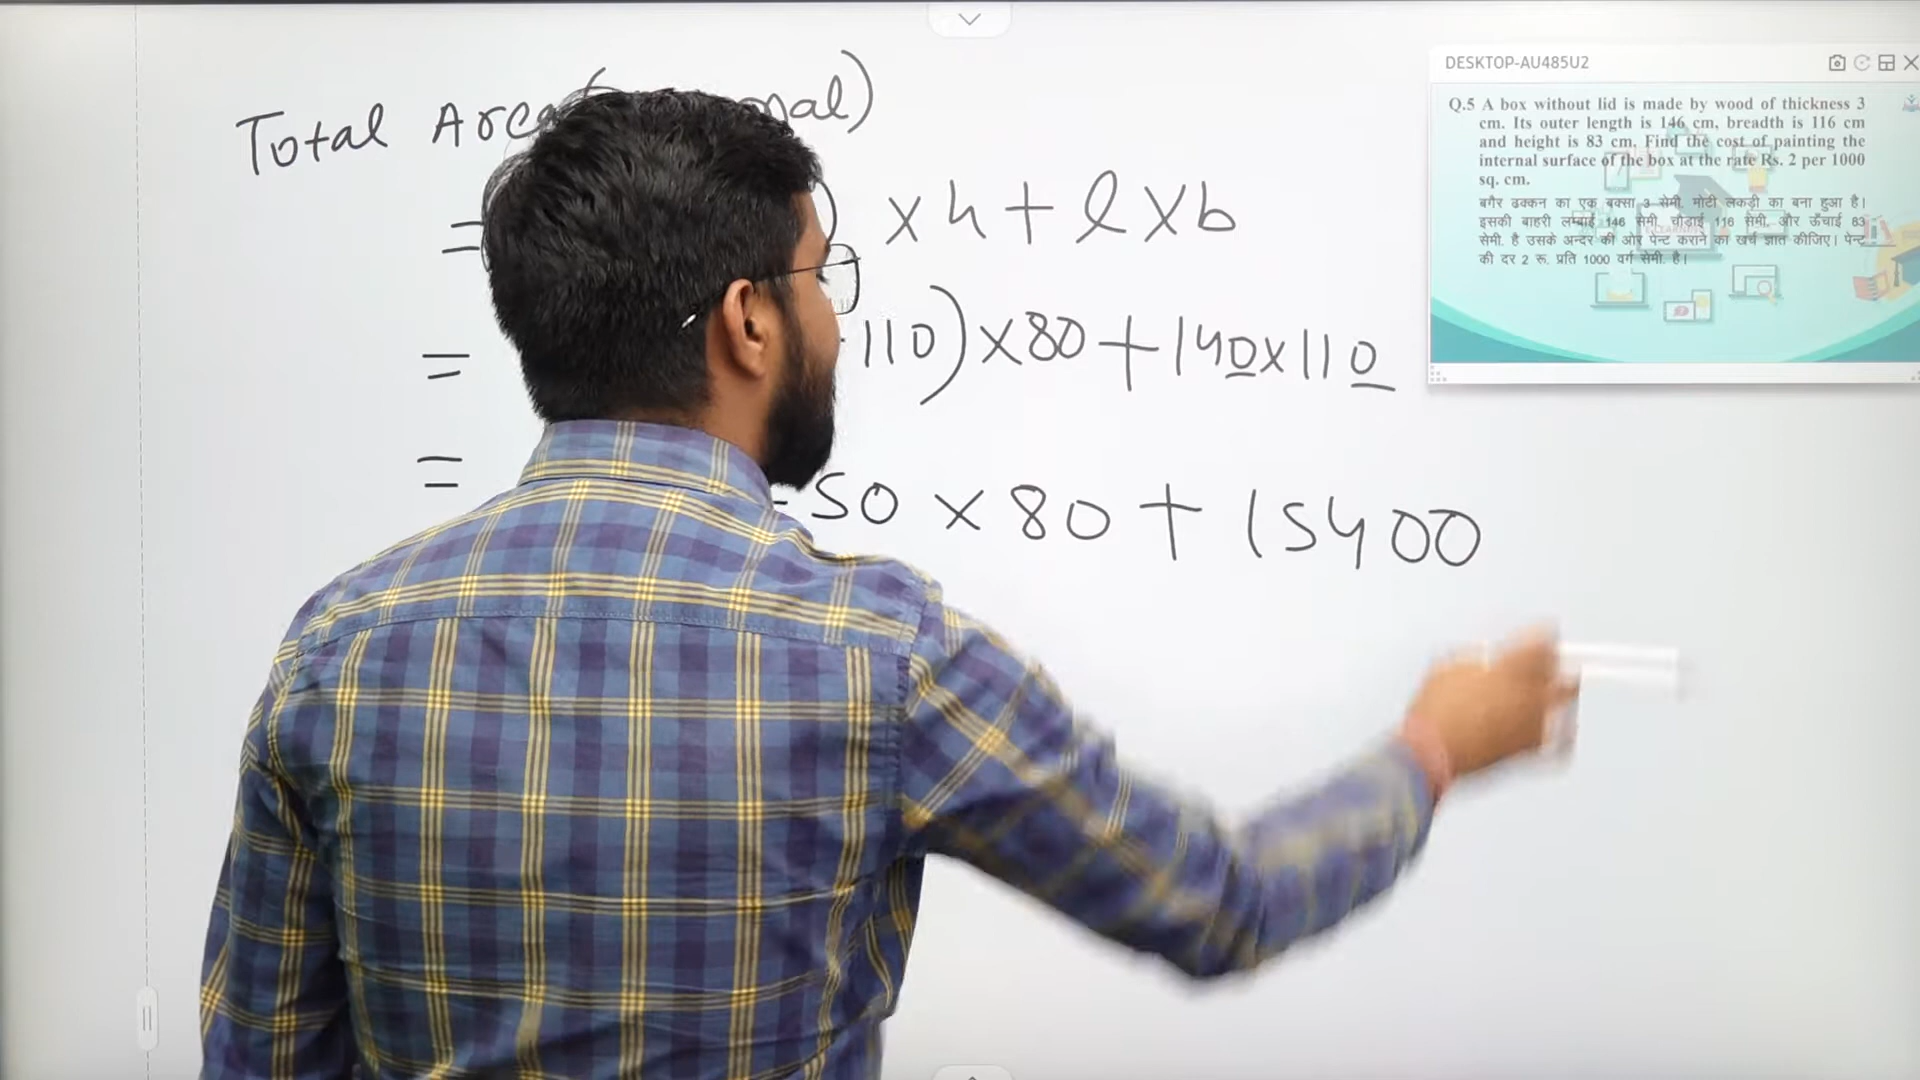 Total Area
nal)
= ) xh + l x b
= 110) x 80 + 140 x 110
= 50 x 80 + 15400
DESKTOP-AU485U2
Q.5 A box without lid is made by wood of thickness 3
cm. Its outer length is 146 cm, breadth is 116 cm
and height is 83 cm. Find the cost of painting the
internal surface of the box at the rate Rs. 2 per 1000
sq. cm.
बगैर ढक्कन का एक बक्सा 3 सेमी. मोटी लकड़ी का बना हुआ है।
इसकी बाहरी लम्बाई 146 सेमी, चौड़ाई 116 सेमी. और ऊँचाई 83
सेमी. है उसके अन्दर की ओर पेन्ट कराने का खर्च ज्ञात कीजिए। पेन्ट
की दर 2 रू. प्रति 1000 वर्ग सेमी. है।